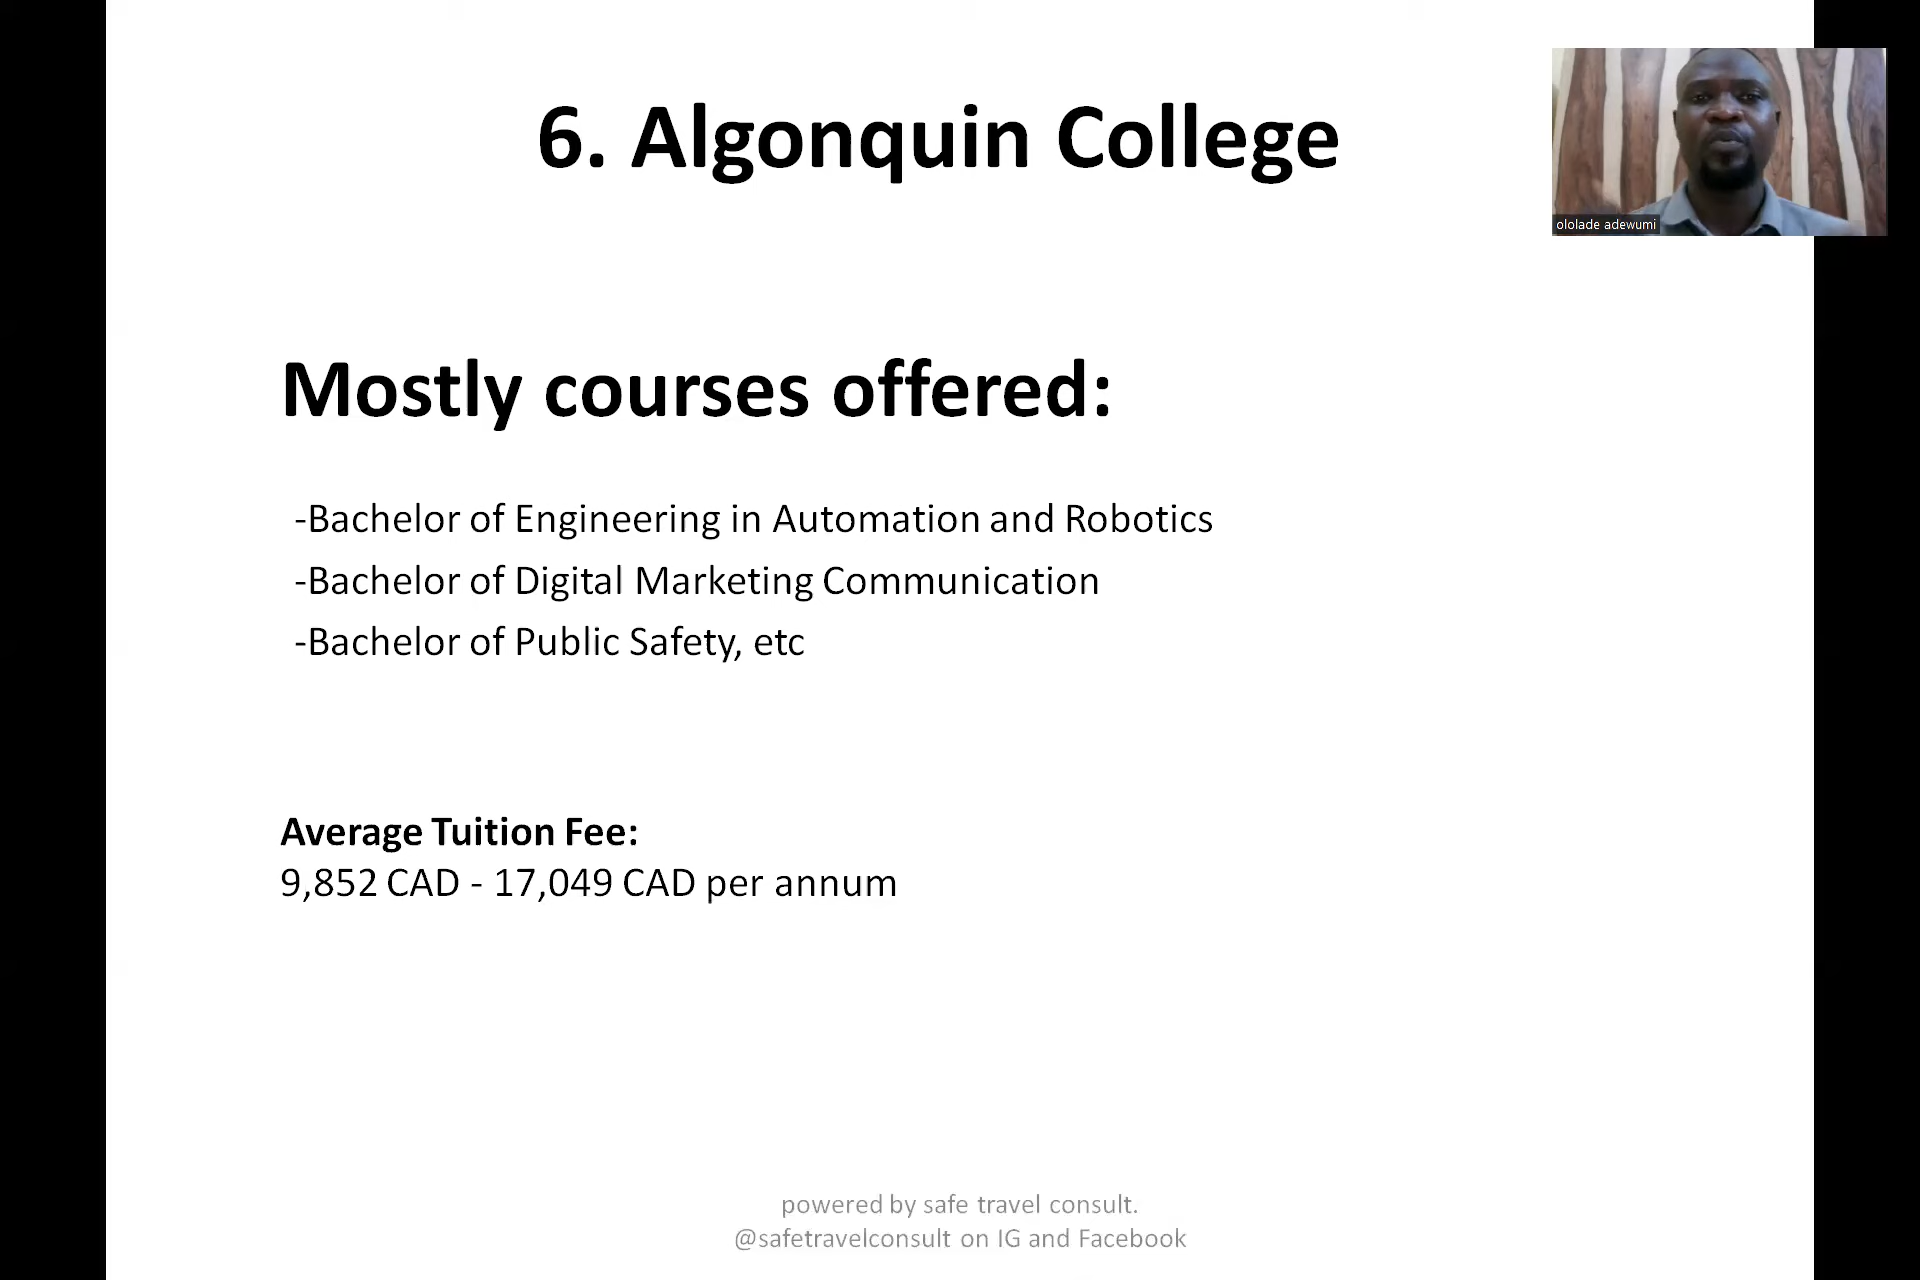 6. Algonquin College
ololade adewumi
Mostly courses offered:
-Bachelor of Engineering in Automation and Robotics
-Bachelor of Digital Marketing Communication
-Bachelor of Public Safety, etc
Average Tuition Fee:
9,852 CAD - 17,049 CAD per annum
powered by safe travel consult.
@safetravelconsult on IG and Facebook